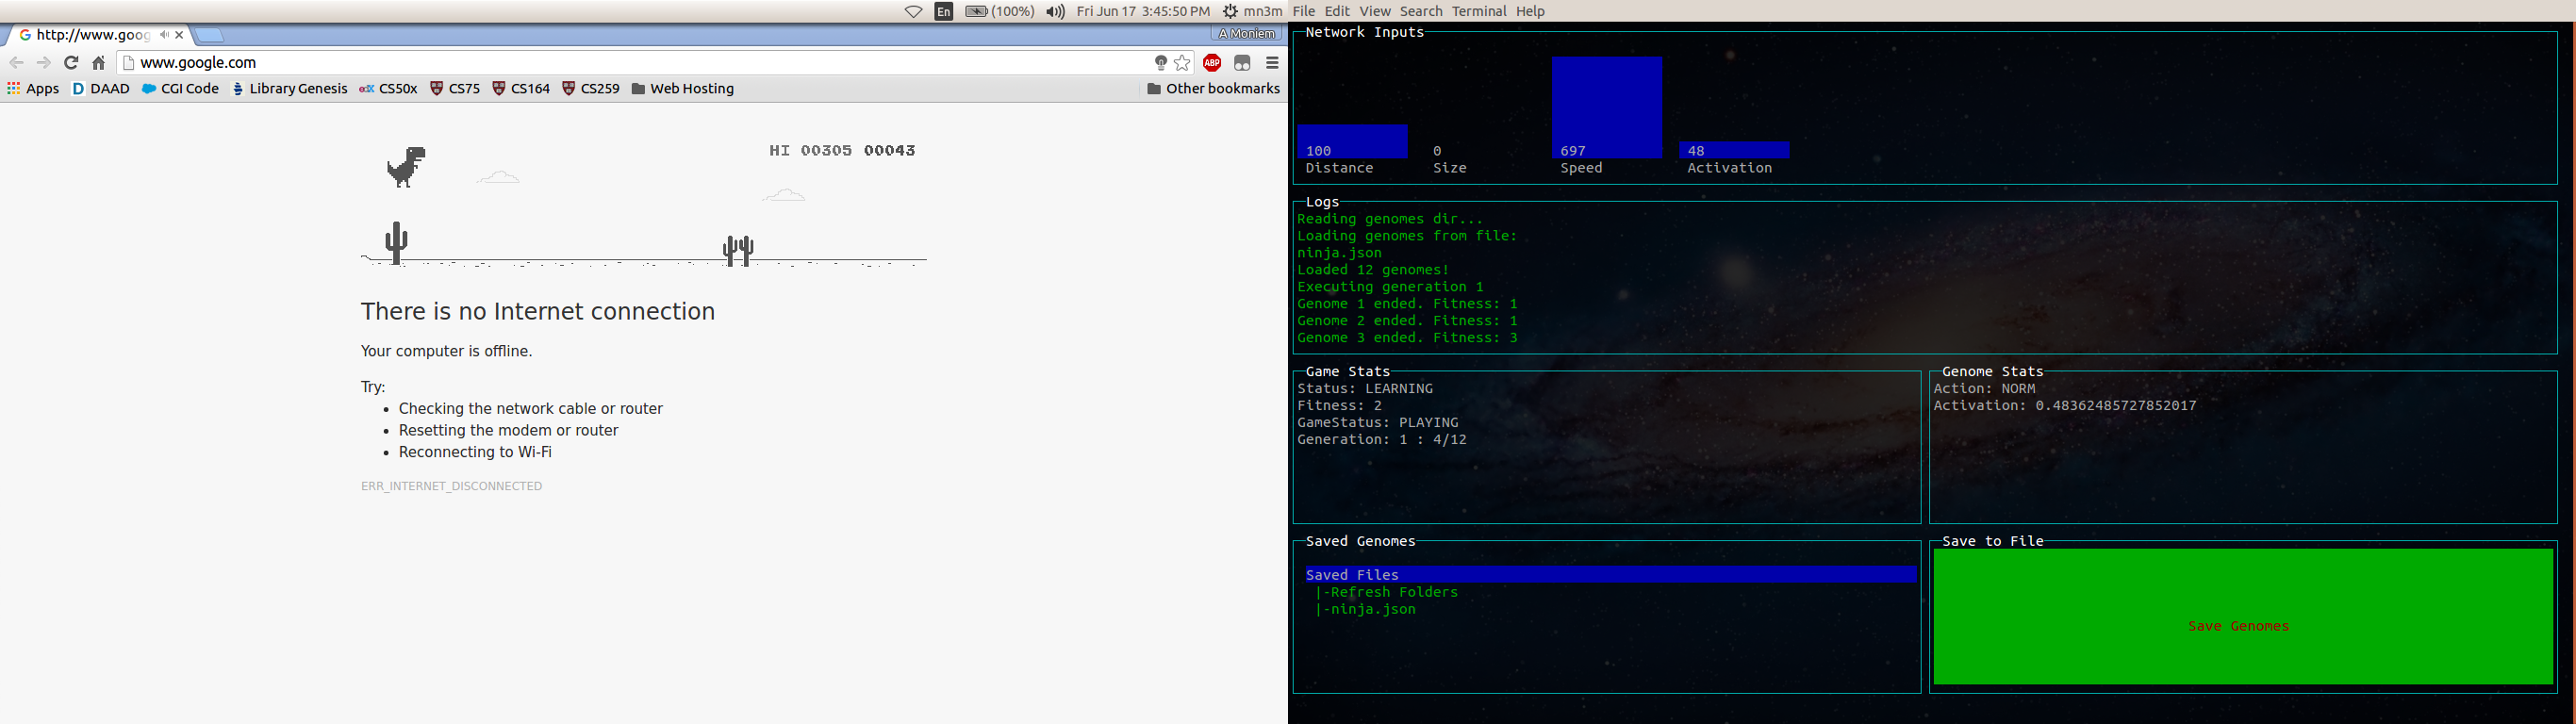 En (100%) Fri Jun 17 3:45:50 PM mn3m
http://www.goog
A Moniem
www.google.com
ABP
Apps DAAD CGI Code Library Genesis edX CS50x CS75 CS164 CS259 Web Hosting Other bookmarks
HI 00305 00043
There is no Internet connection
Your computer is offline.
Try:
Checking the network cable or router
Resetting the modem or router
Reconnecting to Wi-Fi
ERR_INTERNET_DISCONNECTED
File Edit View Search Terminal Help
Network Inputs
100 0 697 48
Distance Size Speed Activation
Logs
Reading genomes dir...
Loading genomes from file:
ninja.json
Loaded 12 genomes!
Executing generation 1
Genome 1 ended. Fitness: 1
Genome 2 ended. Fitness: 1
Genome 3 ended. Fitness: 3
Game Stats
Status: LEARNING
Fitness: 2
GameStatus: PLAYING
Generation: 1 : 4/12
Genome Stats
Action: NORM
Activation: 0.48362485727852017
Saved Genomes
Saved Files
|-Refresh Folders
|-ninja.json
Save to File
Save Genomes